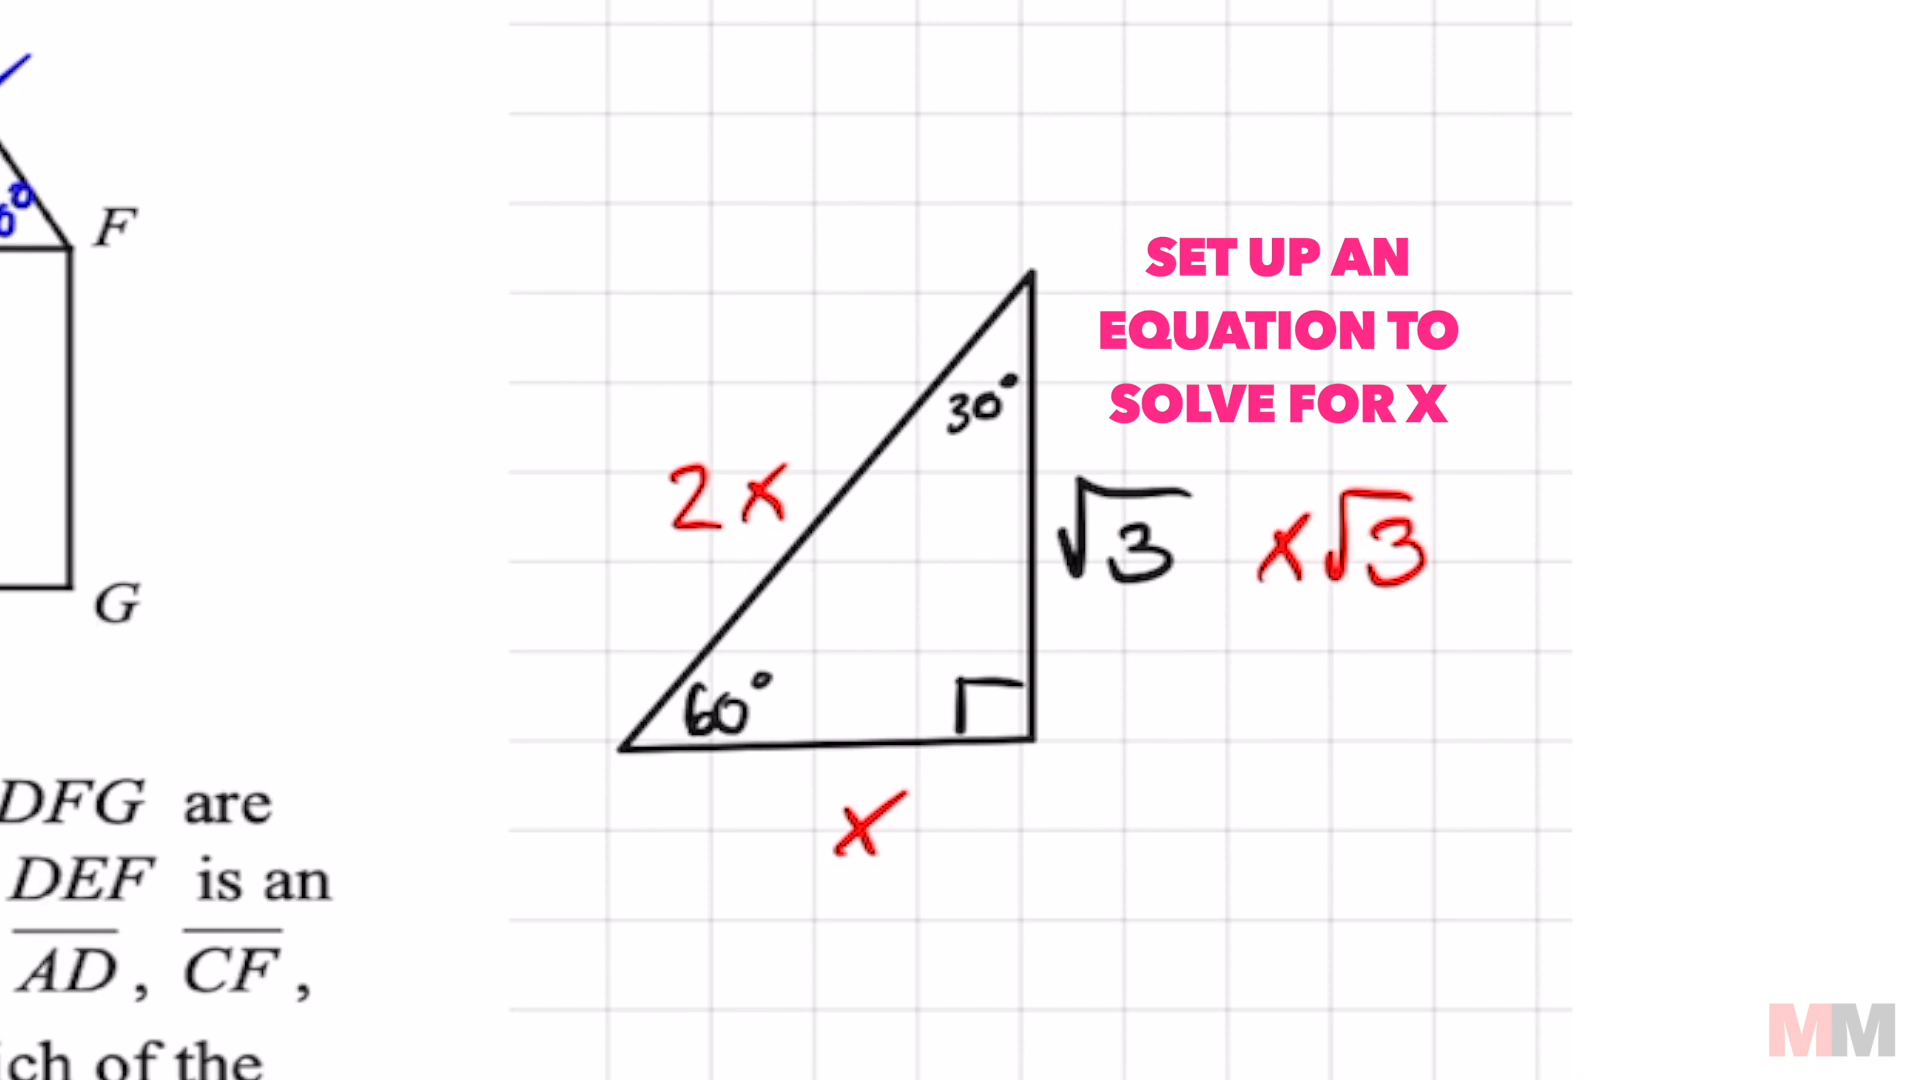 F
G
DFG are
DEF is an
AD, CF,
ich of the
SET UP AN
EQUATION TO
SOLVE FOR X
30°
2x
√3 x√3
60°
x
MM